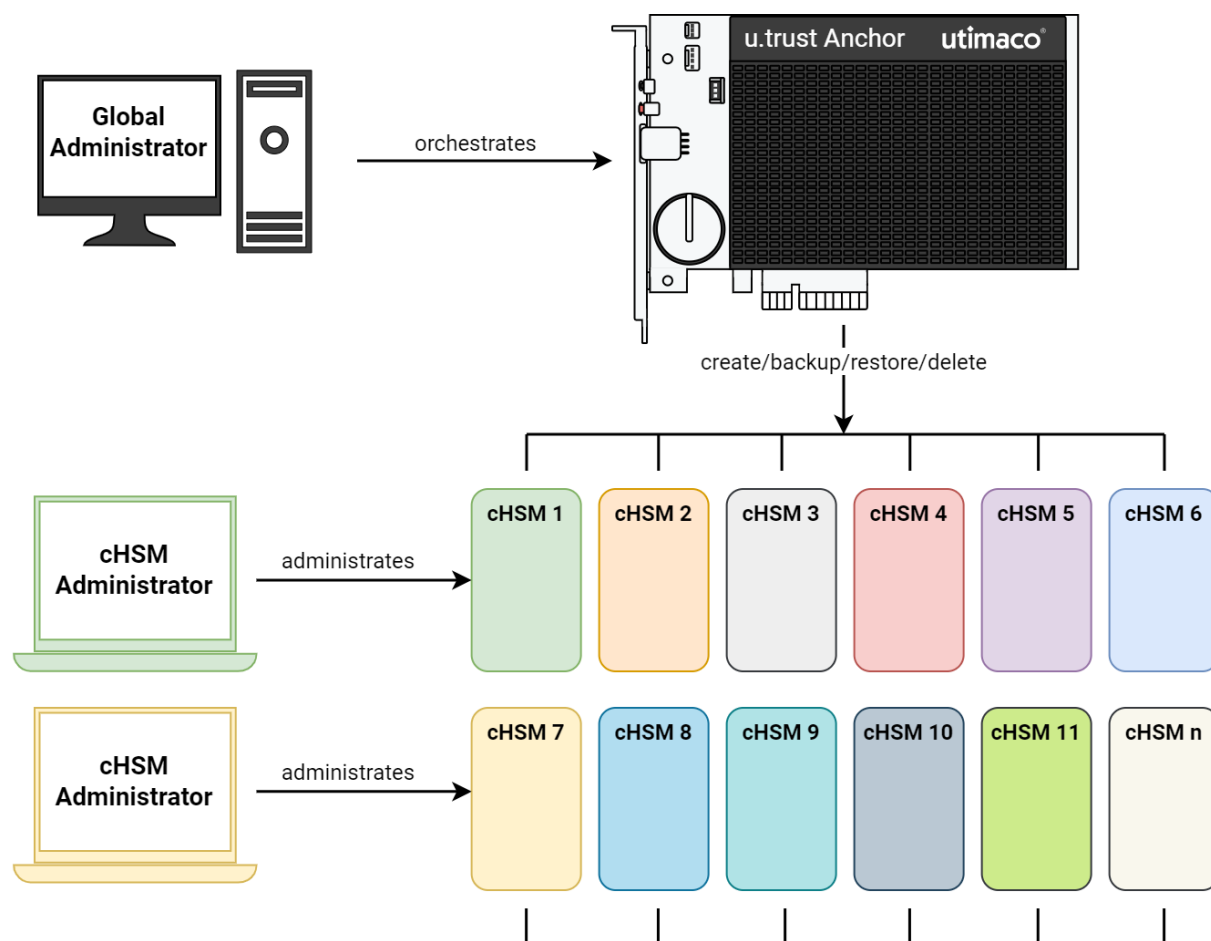 Global
Administrator
orchestrates
u.trust Anchor utimaco®
create/backup/restore/delete
cHSM
Administrator
administrates
cHSM 1
cHSM 2
cHSM 3
cHSM 4
cHSM 5
cHSM 6
cHSM
Administrator
administrates
cHSM 7
cHSM 8
cHSM 9
cHSM 10
cHSM 11
cHSM n